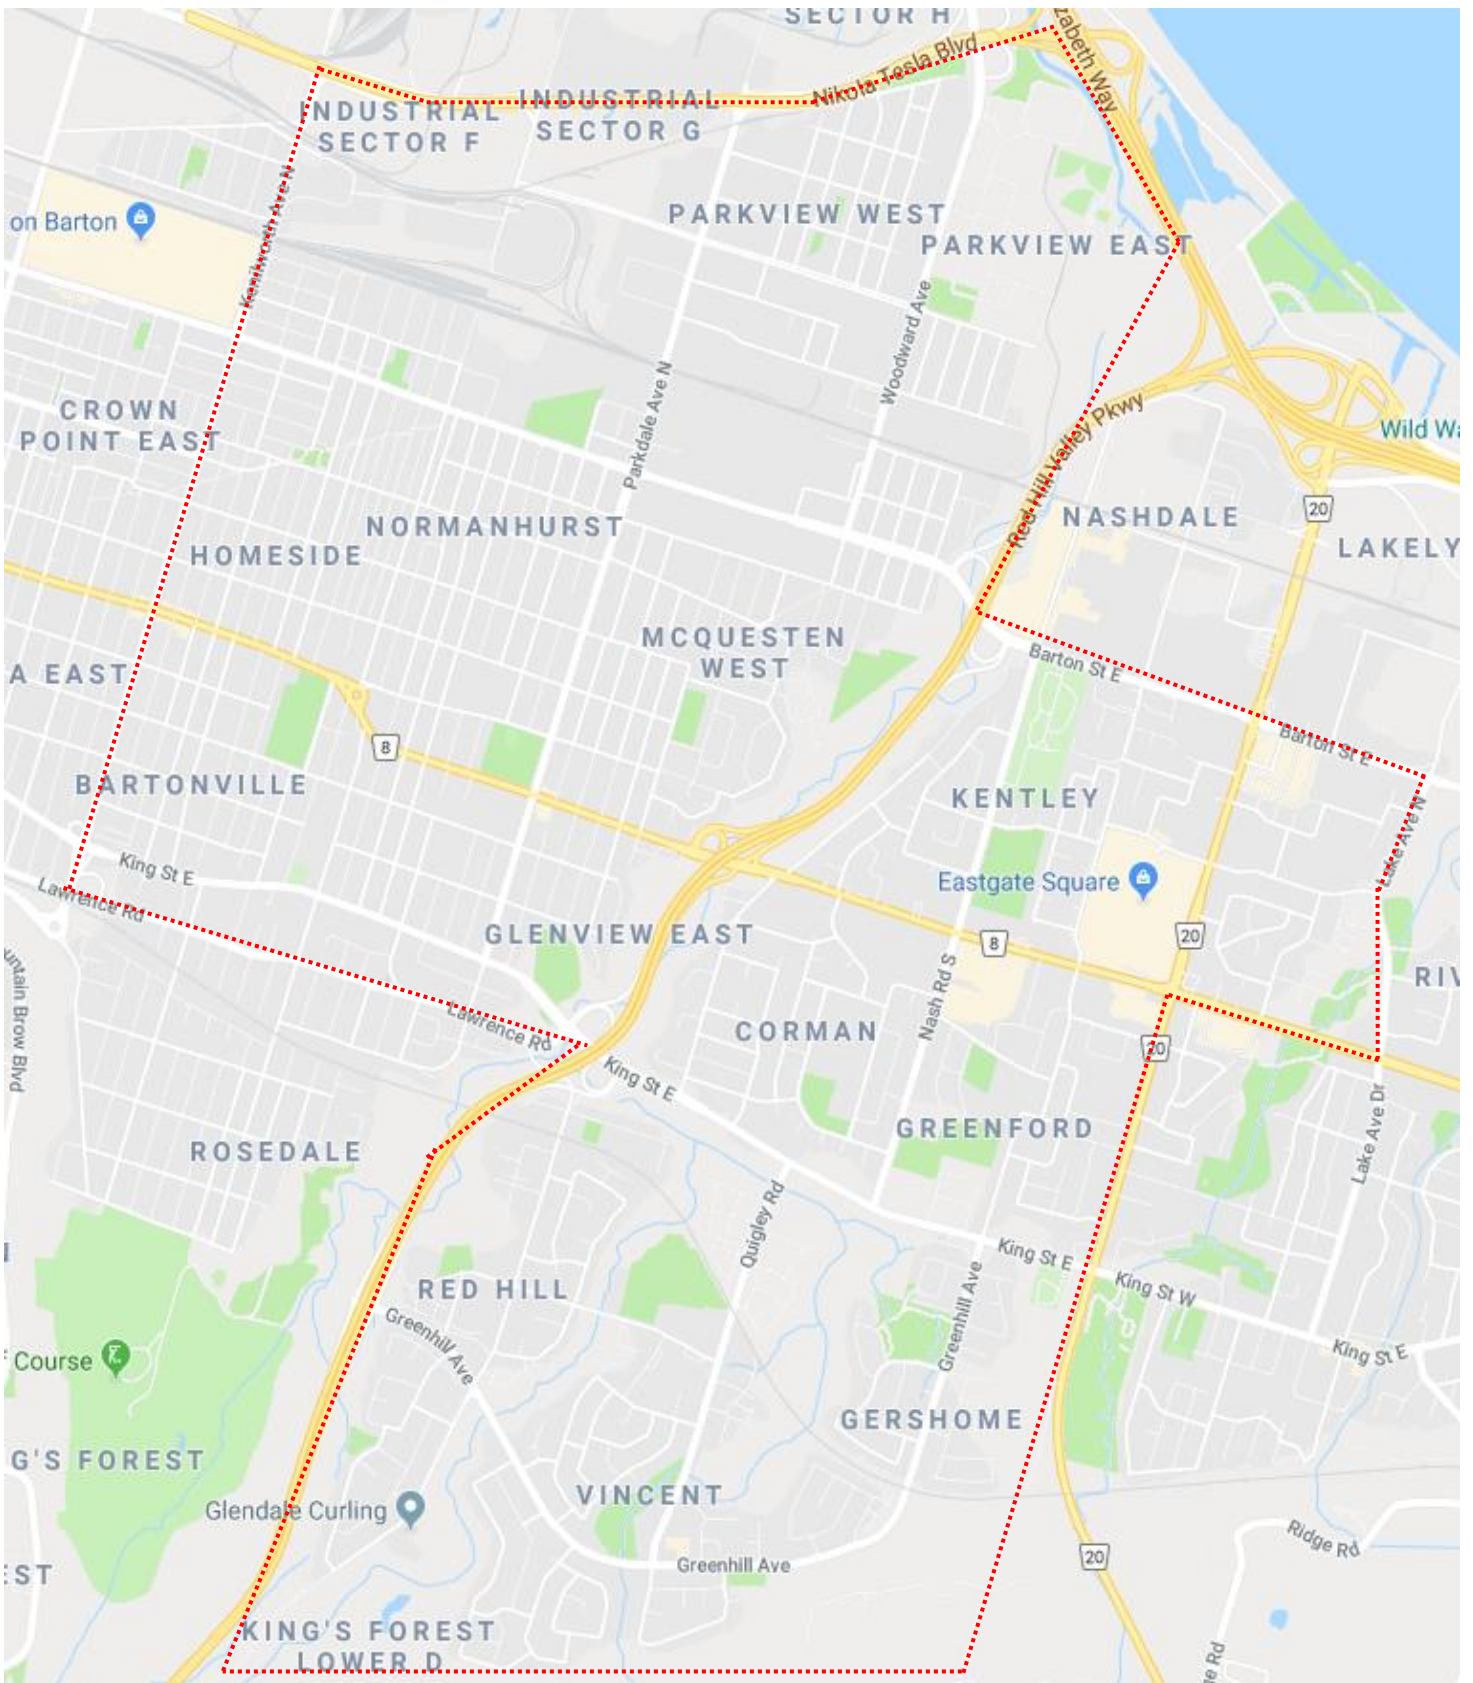 SECTOR H
zabeth Way
Nikola Tesla Blvd
INDUSTRIAL
SECTOR F
INDUSTRIAL
SECTOR G
Kenilworth Ave N
on Barton
PARKVIEW WEST
PARKVIEW EAST
Woodward Ave
Parkdale Ave N
CROWN
POINT EAST
Red Hill Valley Pkwy
Wild Wa
NASHDALE
20
LAKELY
NORMANHURST
HOMESIDE
MCQUESTEN
WEST
Barton St E
A EAST
8
Barton St E
BARTONVILLE
KENTLEY
Lake Ave N
King St E
Lawrence Rd
Eastgate Square
GLENVIEW EAST
8
20
untain Brow Blvd
Nash Rd S
RIV
Lawrence Rd
CORMAN
20
King St E
Lake Ave Dr
GREENFORD
ROSEDALE
Quigley Rd
King St E
King St W
RED HILL
Greenhill Ave
Greenhill Ave
King St E
Course
GERSHOME
G'S FOREST
VINCENT
Glendale Curling
Ridge Rd
20
Greenhill Ave
EST
KING'S FOREST
LOWER D
ge Rd